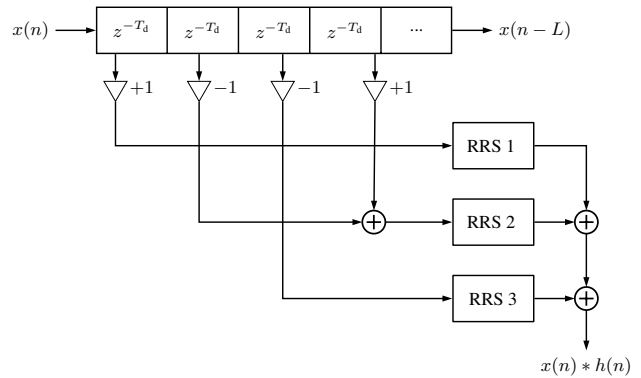 x(n) z^{-T_d} z^{-T_d} z^{-T_d} z^{-T_d} ... x(n − L)
+1 −1 −1 +1
RRS 1
+ RRS 2 +
RRS 3 +
x(n) ∗ h(n)